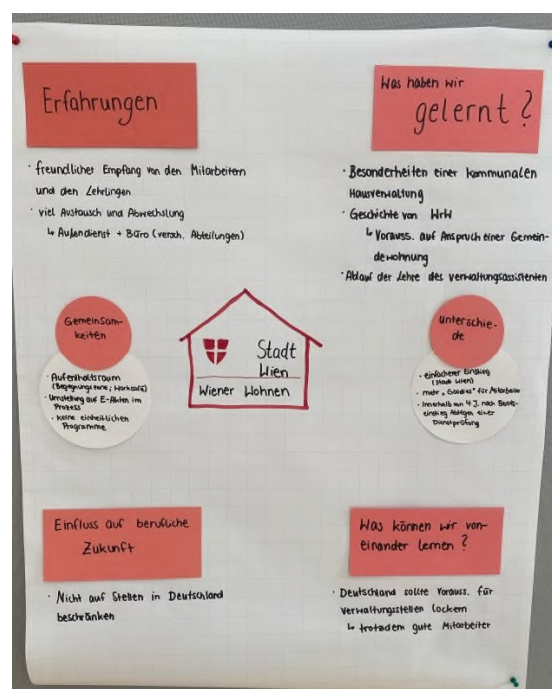 Erfahrungen
· freundlicher Empfang von den Mitarbeitern
und den Lehrlingen
· viel Austausch und Abwechslung
↳ Außendienst + Büro (versch. Abteilungen)
Was haben wir
gelernt?
· Besonderheiten einer kommunalen
Hausverwaltung
· Geschichte von WrW
↳ Vorauss. auf Anspruch einer Gemein-
dewohnung
· Ablauf der Lehre des Verwaltungsassistenten
Gemeinsam-
keiten
· Aufenthaltsraum
(Begegnungszone; Workcafé)
· Umstellung auf E-Akten im
Prozess
· keine einheitlichen
Programme
Stadt
Wien
Wiener Wohnen
Unterschie-
de
· einfacherer Einstieg
(Stadt Wien)
· mehr „Goodies" für Mitarbeiter
· Innerhalb von 4 J. nach Berufs-
einstieg Ablegen einer
Dienstprüfung
Einfluss auf berufliche
Zukunft
· Nicht auf Stellen in Deutschland
beschränken
Was können wir von-
einander lernen?
· Deutschland sollte Vorauss. für
Verwaltungsstellen lockern
↳ trotzdem gute Mitarbeiter